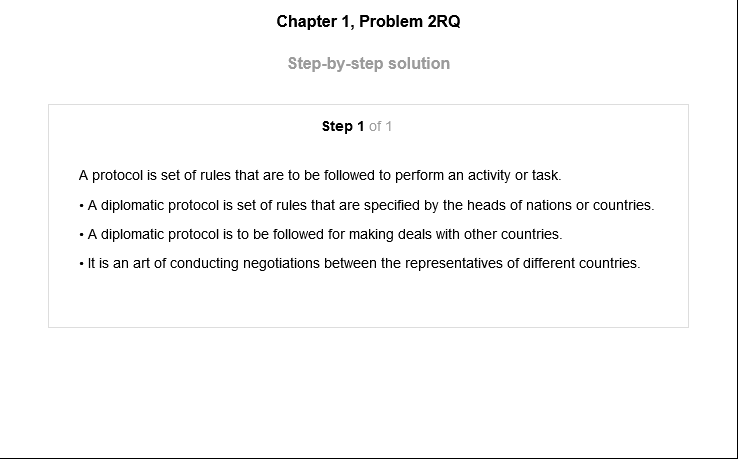 Chapter 1, Problem 2RQ
Step-by-step solution
Step 1 of 1
A protocol is set of rules that are to be followed to perform an activity or task.
• A diplomatic protocol is set of rules that are specified by the heads of nations or countries.
• A diplomatic protocol is to be followed for making deals with other countries.
• It is an art of conducting negotiations between the representatives of different countries.